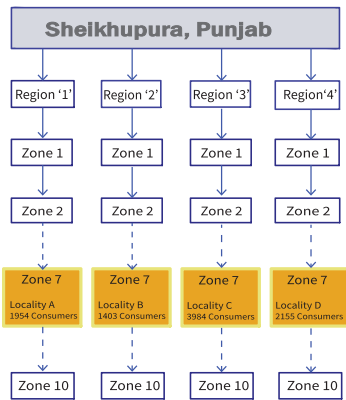 Sheikhupura, Punjab
Region ‘1’
Region ‘2’
Region ‘3’
Region‘4’
Zone 1
Zone 1
Zone 1
Zone 1
Zone 2
Zone 2
Zone 2
Zone 2
Zone 7
Locality A
1954 Consumers
Zone 7
Locality B
1403 Consumers
Zone 7
Locality C
3984 Consumers
Zone 7
Locality D
2155 Consumers
Zone 10
Zone 10
Zone 10
Zone 10